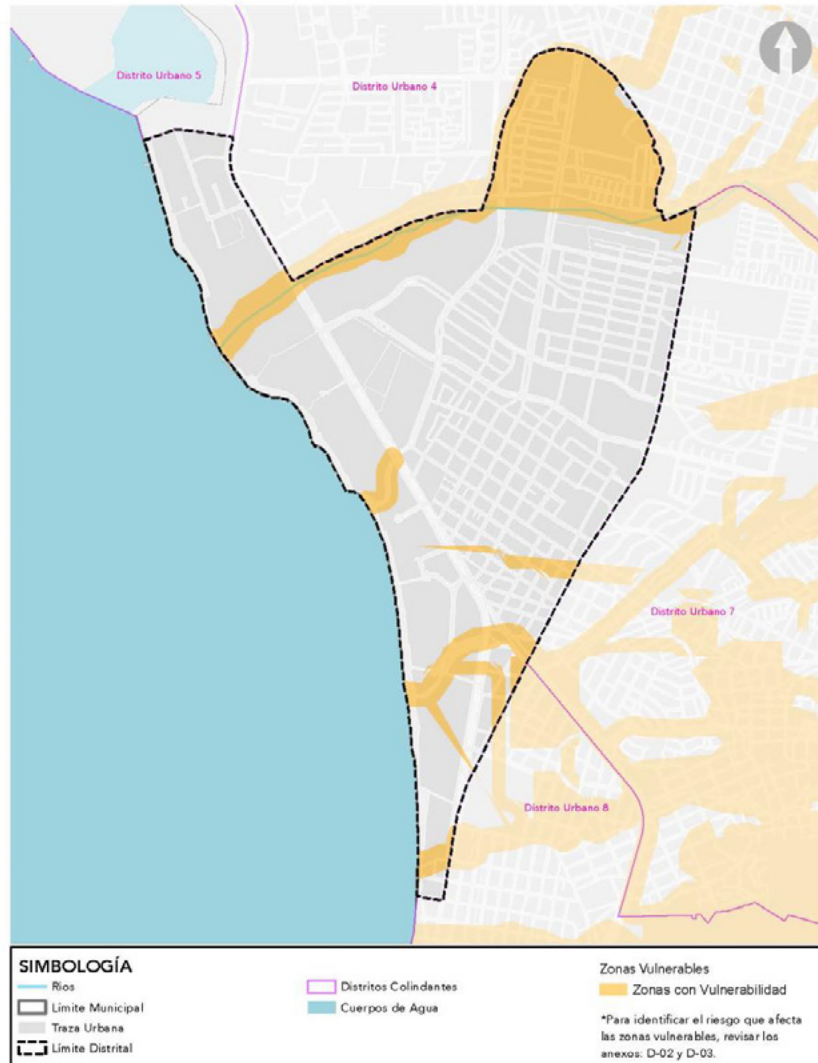 Distrito Urbano 5
Distrito Urbano 4
Distrito Urbano 7
Distrito Urbano 8
SIMBOLOGÍA
Ríos
Límite Municipal
Traza Urbana
Límite Distrital
Distritos Colindantes
Cuerpos de Agua
Zonas Vulnerables
Zonas con Vulnerabilidad
*Para identificar el riesgo que afecta
las zonas vulnerables, revisar los
anexos: D-02 y D-03.